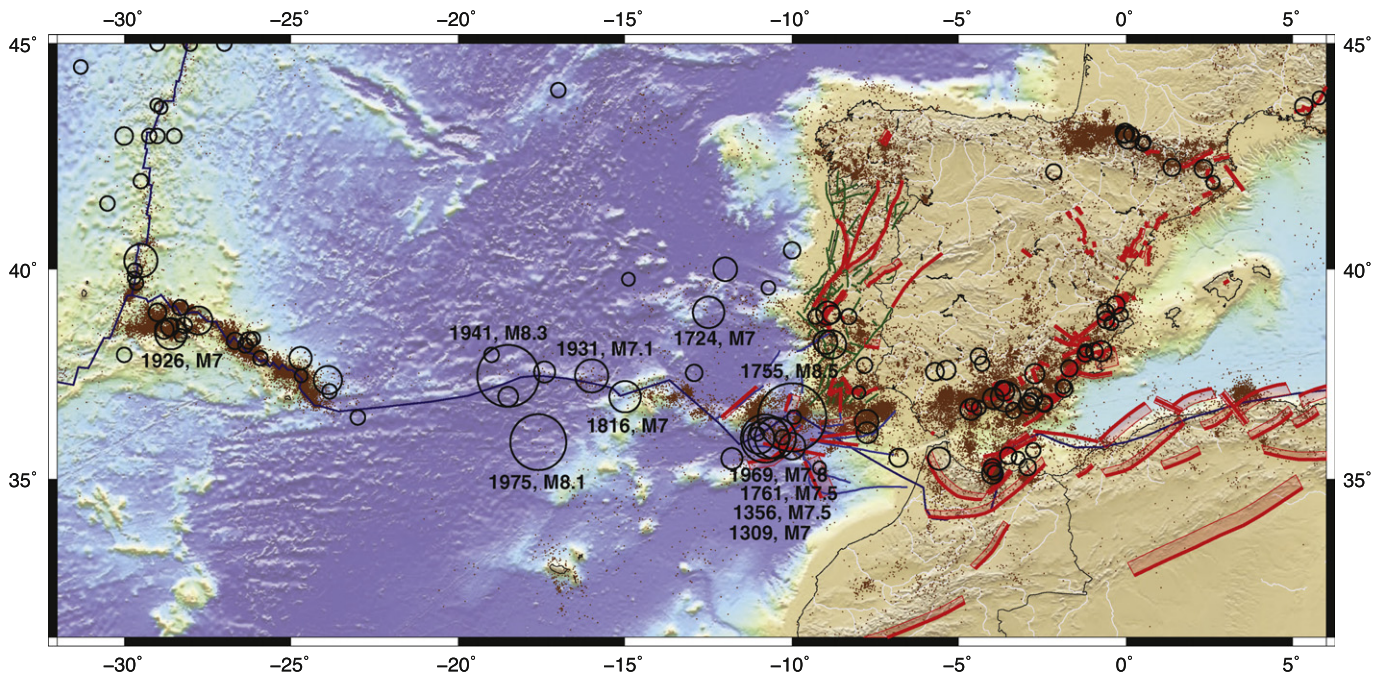 −30° −25° −20° −15° −10° −5° 0° 5°
45° 45°
40° 40°
1941, M8.3
1931, M7.1
1724, M7
1926, M7
1755, M8.5
1816, M7
1975, M8.1
1969, M7.8
35° 35°
1761, M7.5
1356, M7.5
1309, M7
−30° −25° −20° −15° −10° −5° 0° 5°